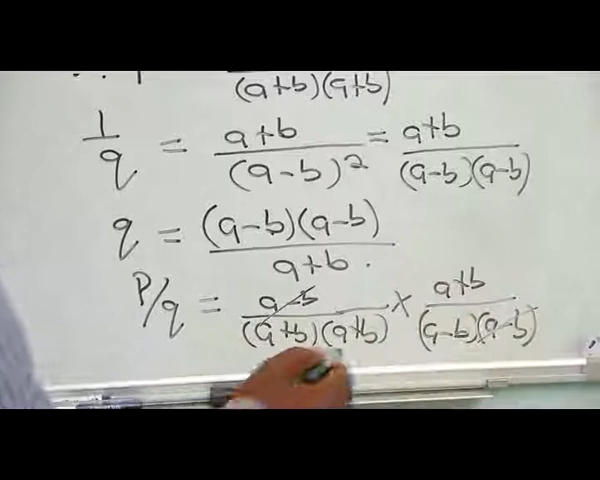 (a+b)(a+b)
1/q = a+b/(a-b)² = a+b/(a-b)(a-b)
q = (a-b)(a-b)/a+b.
P/q = a-b/(a+b)(a+b) × a+b/(a-b)(a-b)